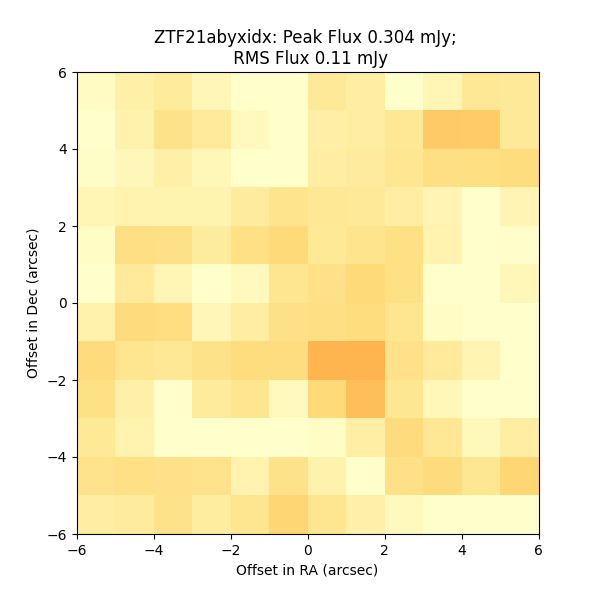 ZTF21abyxidx: Peak Flux 0.304 mJy;
RMS Flux 0.11 mJy
6
4
2
0
−2
−4
−6
Offset in Dec (arcsec)
−6 −4 −2 0 2 4 6
Offset in RA (arcsec)